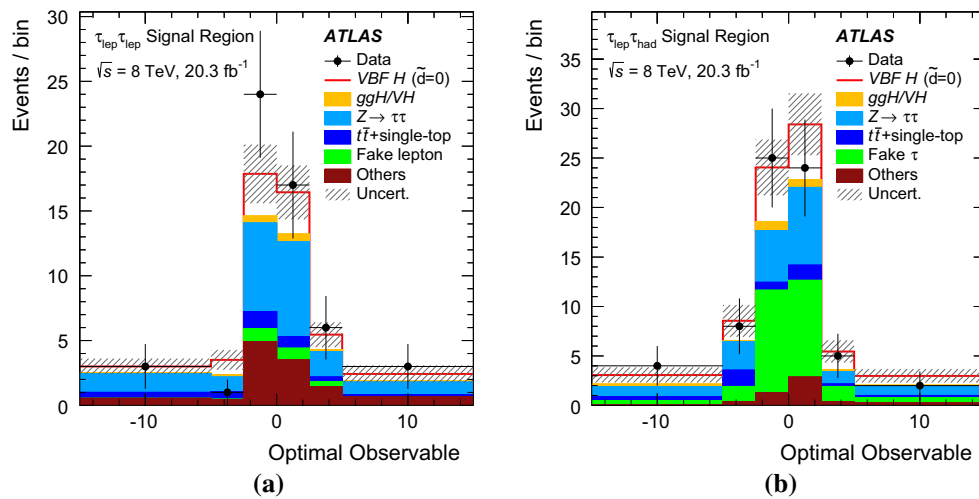 Events / bin
30
25
20
15
10
5
0
τlepτlep Signal Region
√s = 8 TeV, 20.3 fb-1
ATLAS
Data
VBF H (d̃=0)
ggH/VH
Z→ ττ
tt̄+single-top
Fake lepton
Others
Uncert.
-10 0 10
Optimal Observable
(a)
Events / bin
35
30
25
20
15
10
5
0
τlepτhad Signal Region
√s = 8 TeV, 20.3 fb-1
ATLAS
Data
VBF H (d̃=0)
ggH/VH
Z→ ττ
tt̄+single-top
Fake τ
Others
Uncert.
-10 0 10
Optimal Observable
(b)